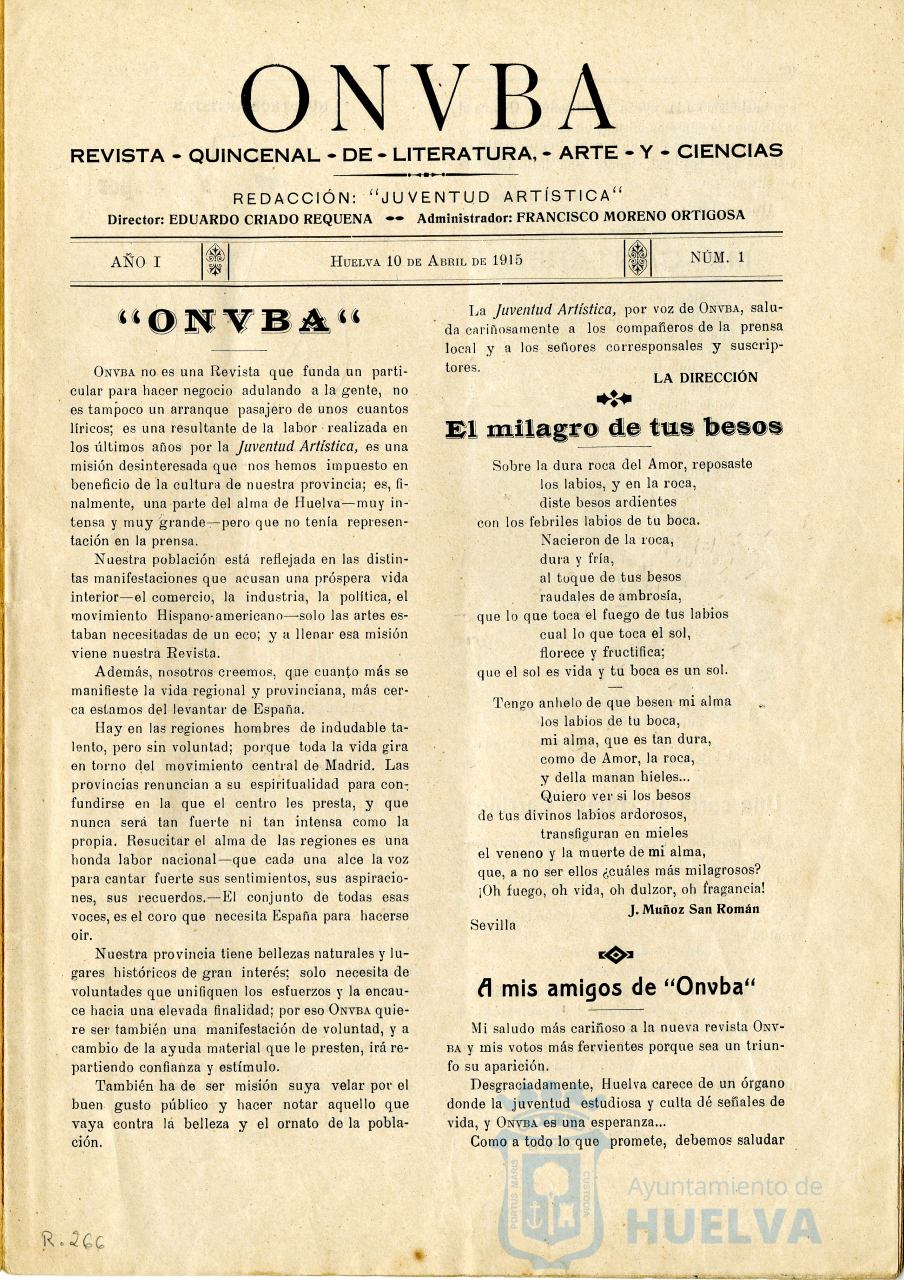 ONVBA
REVISTA - QUINCENAL - DE - LITERATURA, - ARTE - Y - CIENCIAS
REDACCIÓN: "JUVENTUD ARTÍSTICA"
Director: EDUARDO CRIADO REQUENA -- Administrador: FRANCISCO MORENO ORTIGOSA
AÑO I HUELVA 10 DE ABRIL DE 1915 NÚM. 1
"ONVBA"
ONVBA no es una Revista que funda un parti-
cular para hacer negocio adulando a la gente, no
es tampoco un arranque pasajero de unos cuantos
líricos; es una resultante de la labor realizada en
los últimos años por la Juventud Artística, es una
misión desinteresada que nos hemos impuesto en
beneficio de la cultura de nuestra provincia; es, fi-
nalmente, una parte del alma de Huelva—muy in-
tensa y muy grande—pero que no tenía represen-
tación en la prensa.
Nuestra población está reflejada en las distin-
tas manifestaciones que acusan una próspera vida
interior—el comercio, la industria, la política, el
movimiento Hispano-americano—solo las artes es-
taban necesitadas de un eco; y a llenar esa misión
viene nuestra Revista.
Además, nosotros creemos, que cuanto más se
manifieste la vida regional y provinciana, más cer-
ca estamos del levantar de España.
Hay en las regiones hombres de indudable ta-
lento, pero sin voluntad; porque toda la vida gira
en torno del movimiento central de Madrid. Las
provincias renuncian a su espiritualidad para con-
fundirse en la que el centro les presta, y que
nunca será tan fuerte ni tan intensa como la
propia. Resucitar el alma de las regiones es una
honda labor nacional—que cada una alce la voz
para cantar fuerte sus sentimientos, sus aspiracio-
nes, sus recuerdos.—El conjunto de todas esas
voces, es el coro que necesita España para hacerse
oir.
Nuestra provincia tiene bellezas naturales y lu-
gares históricos de gran interés; solo necesita de
voluntades que unifiquen los esfuerzos y la encau-
ce hacia una elevada finalidad; por eso ONVBA quie-
re ser también una manifestación de voluntad, y a
cambio de la ayuda material que le presten, irá re-
partiendo confianza y estímulo.
También ha de ser misión suya velar por el
buen gusto público y hacer notar aquello que
vaya contra la belleza y el ornato de la pobla-
ción.
La Juventud Artística, por voz de ONVBA, salu-
da cariñosamente a los compañeros de la prensa
local y a los señores corresponsales y suscrip-
tores.
LA DIRECCIÓN
El milagro de tus besos
Sobre la dura roca del Amor, reposaste
los labios, y en la roca,
diste besos ardientes
con los febriles labios de tu boca.
Nacieron de la roca,
dura y fría,
al toque de tus besos
raudales de ambrosía,
que lo que toca el fuego de tus labios
cual lo que toca el sol,
florece y fructifica;
que el sol es vida y tu boca es un sol.
Tengo anhelo de que besen mi alma
los labios de tu boca,
mi alma, que es tan dura,
como de Amor, la roca,
y della manan hieles...
Quiero ver si los besos
de tus divinos labios ardorosos,
transfiguran en mieles
el veneno y la muerte de mi alma,
que, a no ser ellos ¿cuáles más milagrosos?
¡Oh fuego, oh vida, oh dulzor, oh fragancia!
J. Muñoz San Román
Sevilla
A mis amigos de "Onvba"
Mi saludo más cariñoso a la nueva revista ONV-
BA y mis votos más fervientes porque sea un triun-
fo su aparición.
Desgraciadamente, Huelva carece de un órgano
donde la juventud estudiosa y culta dé señales de
vida, y ONVBA es una esperanza...
Como a todo lo que promete, debemos saludar
PORTUS MARIS CUSTODIA
Ayuntamiento de
HUELVA
R. 266